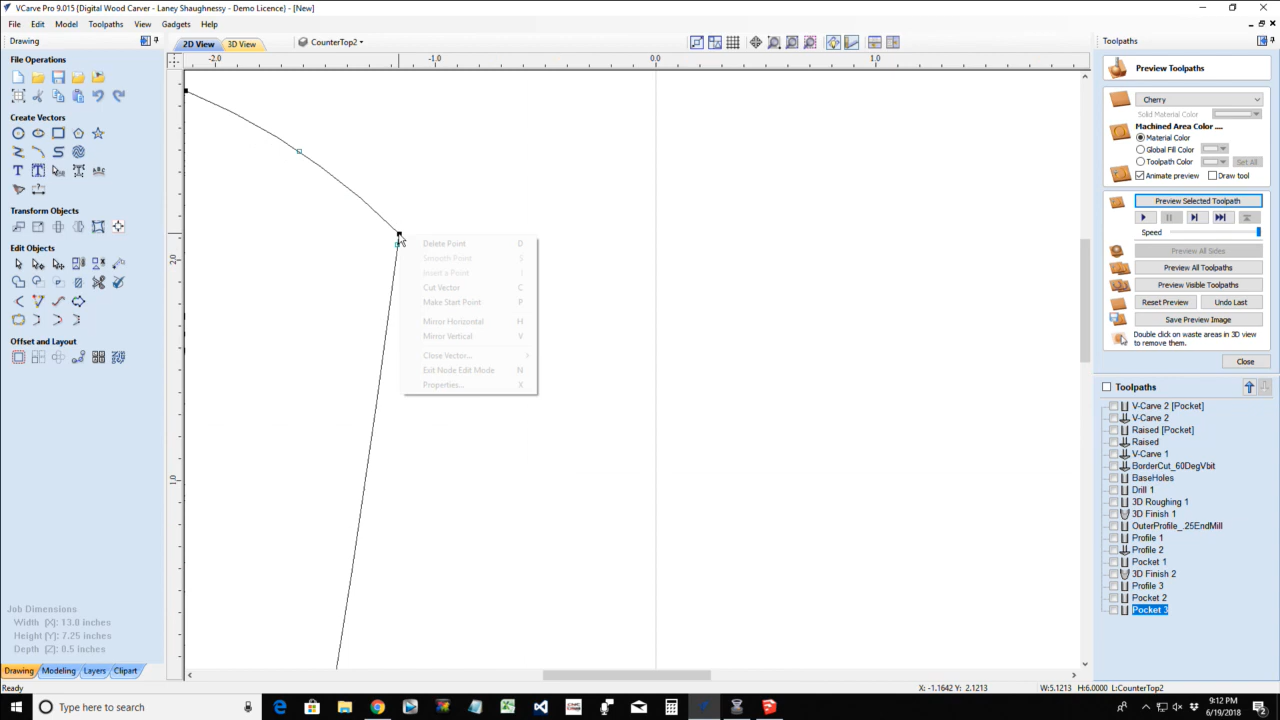 VCarve Pro 9.015 {Digital Wood Carver - Laney Shaughnessy - Demo Licence} - [New]
File Edit Model Toolpaths View Gadgets Help
Drawing
2D View 3D View CounterTop2
Toolpaths
File Operations
Create Vectors
Transform Objects
Edit Objects
Offset and Layout
-2.0 -1.0 0.0 1.0
2.0
1.0
Delete Point D
Smooth Point S
Insert a Point I
Cut Vector C
Make Start Point P
Mirror Horizontal H
Mirror Vertical V
Close Vector...
Exit Node Edit Mode N
Properties... X
Job Dimensions
Width (X): 13.0 inches
Height (Y): 7.25 inches
Depth (Z): 0.5 inches
Drawing Modeling Layers Clipart
Preview Toolpaths
Cherry
Solid Material Color
Machined Area Color ....
Material Color
Global Fill Color
Toolpath Color Set All
Animate preview Draw tool
Preview Selected Toolpath
Speed
Preview All Sides
Preview All Toolpaths
Preview Visible Toolpaths
Reset Preview Undo Last
Save Preview Image
Double click on waste areas in 3D view
to remove them.
Close
Toolpaths
V-Carve 2 [Pocket]
V-Carve 2
Raised [Pocket]
Raised
V-Carve 1
BorderCut_60DegVbit
BaseHoles
Drill 1
3D Roughing 1
3D Finish 1
OuterProfile_.25EndMill
Profile 1
Profile 2
Pocket 1
3D Finish 2
Profile 3
Pocket 2
Pocket 3
Ready X: -1.1642 Y: 2.1213 W:5.1213 H:6.0000 L:CounterTop2
Type here to search
9:12 PM
6/19/2018
2